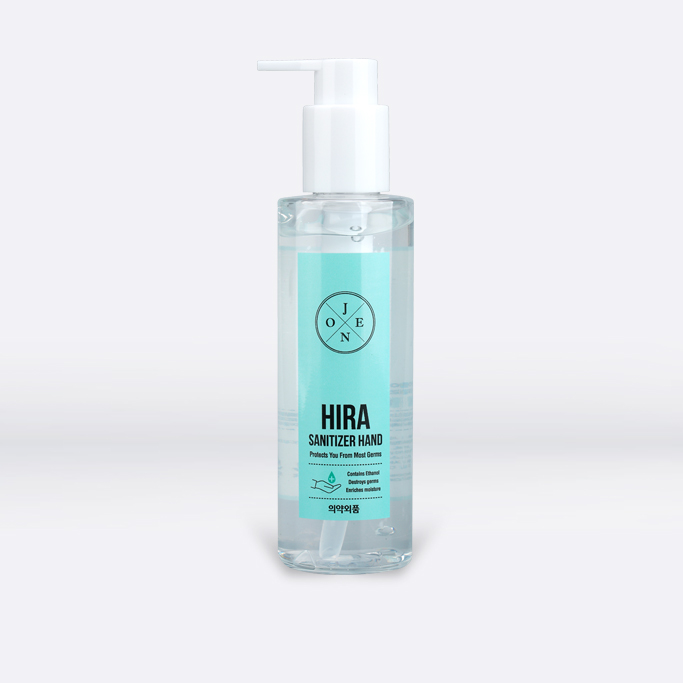 J
O E
N
HIRA
SANITIZER HAND
Protects You From Most Germs
Contains Ethanol
Destroys germs
Enriches moisture
의약외품